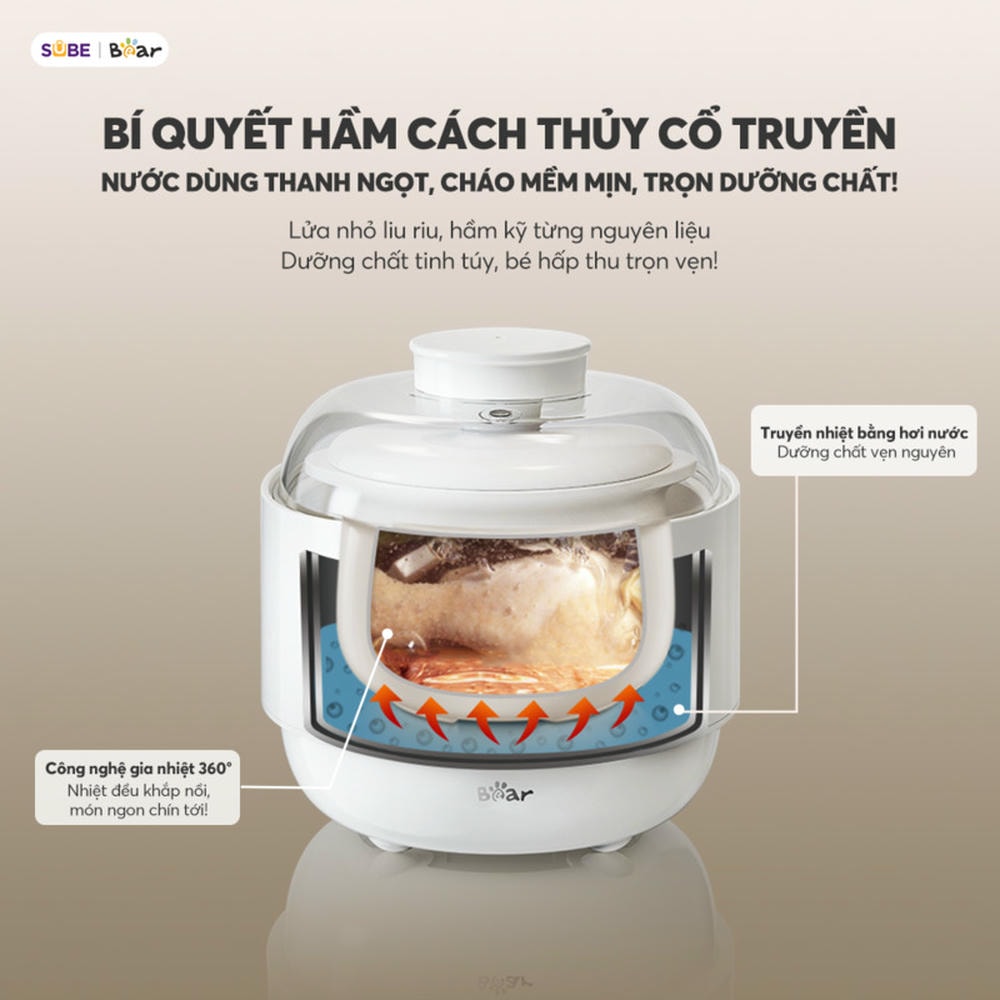 SUBE | Bear
BÍ QUYẾT HẦM CÁCH THỦY CỔ TRUYỀN
NƯỚC DÙNG THANH NGỌT, CHÁO MỀM MỊN, TRỌN DƯỠNG CHẤT!
Lửa nhỏ liu riu, hầm kỹ từng nguyên liệu
Dưỡng chất tinh túy, bé hấp thu trọn vẹn!
Truyền nhiệt bằng hơi nước
Dưỡng chất vẹn nguyên
Công nghệ gia nhiệt 360°
Nhiệt đều khắp nồi,
món ngon chín tới!
Bear